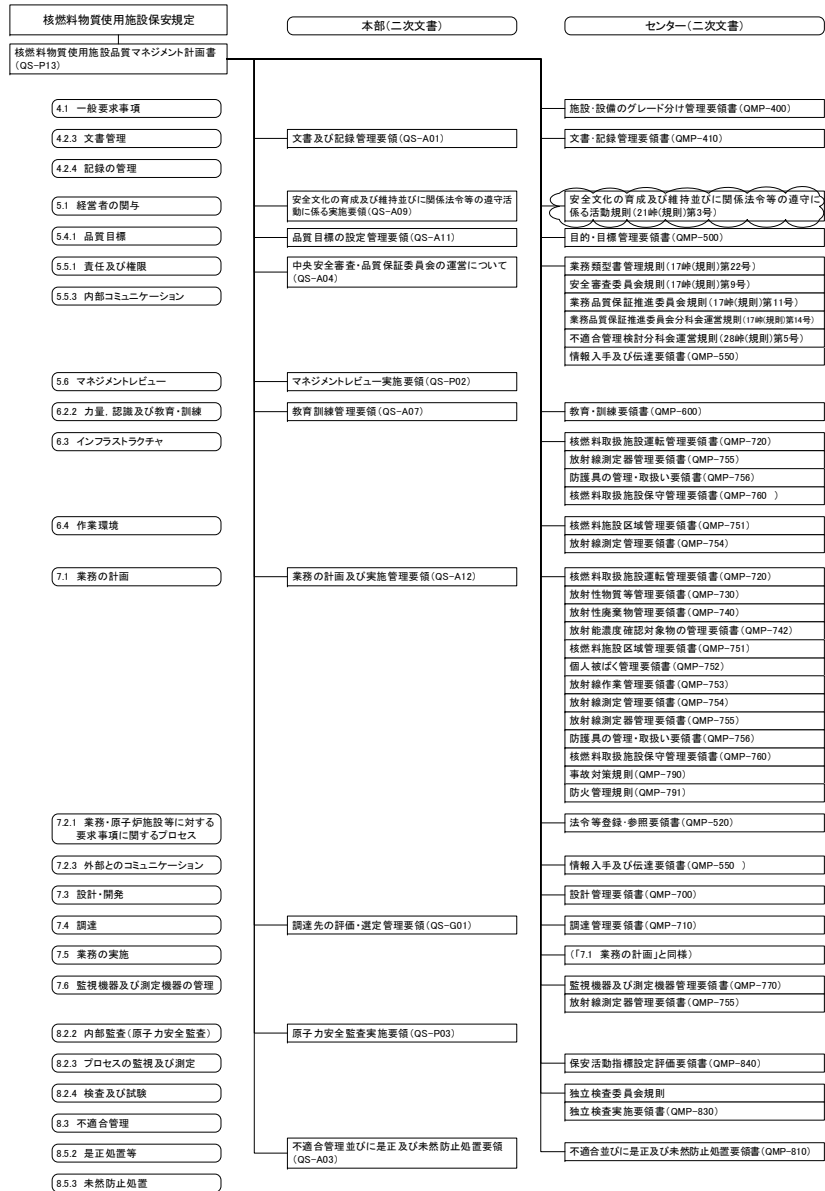 核燃料物質使用施設保安規定
本部(二次文書)
センター(二次文書)
核燃料物質使用施設品質マネジメント計画書
(QS-P13)
4.1 一般要求事項
施設・設備のグレード分け管理要領書(QMP-400)
4.2.3 文書管理
文書及び記録管理要領(QS-A01)
文書・記録管理要領書(QMP-410)
4.2.4 記録の管理
5.1 経営者の関与
安全文化の育成及び維持並びに関係法令等の遵守活
動に係る実施要領(QS-A09)
安全文化の育成及び維持並びに関係法令等の遵守に
係る活動規則(21峠(規則)第3号)
5.4.1 品質目標
品質目標の設定管理要領(QS-A11)
目的・目標管理要領書(QMP-500)
5.5.1 責任及び権限
中央安全審査・品質保証委員会の運営について
(QS-A04)
業務類型書管理規則(17峠(規則)第22号)
安全審査委員会規則(17峠(規則)第9号)
5.5.3 内部コミュニケーション
業務品質保証推進委員会規則(17峠(規則)第11号)
業務品質保証推進委員会分科会運営規則(17峠(規則)第14号)
不適合管理検討分科会運営規則(28峠(規則)第5号)
情報入手及び伝達要領書(QMP-550)
5.6 マネジメントレビュー
マネジメントレビュー実施要領(QS-P02)
6.2.2 力量，認識及び教育・訓練
教育訓練管理要領(QS-A07)
教育・訓練要領書(QMP-600)
6.3 インフラストラクチャ
核燃料取扱施設運転管理要領書(QMP-720)
放射線測定器管理要領書(QMP-755)
防護具の管理・取扱い要領書(QMP-756)
核燃料取扱施設保守管理要領書(QMP-760 )
6.4 作業環境
核燃料施設区域管理要領書(QMP-751)
放射線測定管理要領書(QMP-754)
7.1 業務の計画
業務の計画及び実施管理要領(QS-A12)
核燃料取扱施設運転管理要領書(QMP-720)
放射性物質等管理要領書(QMP-730)
放射性廃棄物管理要領書(QMP-740)
放射能濃度確認対象物の管理要領書(QMP-742)
核燃料施設区域管理要領書(QMP-751)
個人被ばく管理要領書(QMP-752)
放射線作業管理要領書(QMP-753)
放射線測定管理要領書(QMP-754)
放射線測定器管理要領書(QMP-755)
防護具の管理・取扱い要領書(QMP-756)
核燃料取扱施設保守管理要領書(QMP-760)
事故対策規則(QMP-790)
防火管理規則(QMP-791)
7.2.1 業務・原子炉施設等に対する
要求事項に関するプロセス
法令等登録・参照要領書(QMP-520)
7.2.3 外部とのコミュニケーション
情報入手及び伝達要領書(QMP-550 )
7.3 設計・開発
設計管理要領書(QMP-700)
7.4 調達
調達先の評価・選定管理要領(QS-G01)
調達管理要領書(QMP-710)
7.5 業務の実施
(「7.1 業務の計画」と同様)
7.6 監視機器及び測定機器の管理
監視機器及び測定機器管理要領書(QMP-770)
放射線測定器管理要領書(QMP-755)
8.2.2 内部監査(原子力安全監査)
原子力安全監査実施要領(QS-P03)
8.2.3 プロセスの監視及び測定
保安活動指標設定評価要領書(QMP-840)
8.2.4 検査及び試験
独立検査委員会規則
独立検査実施要領書(QMP-830)
8.3 不適合管理
8.5.2 是正処置等
不適合管理並びに是正及び未然防止処置要領
(QS-A03)
不適合並びに是正及び未然防止処置要領書(QMP-810)
8.5.3 未然防止処置